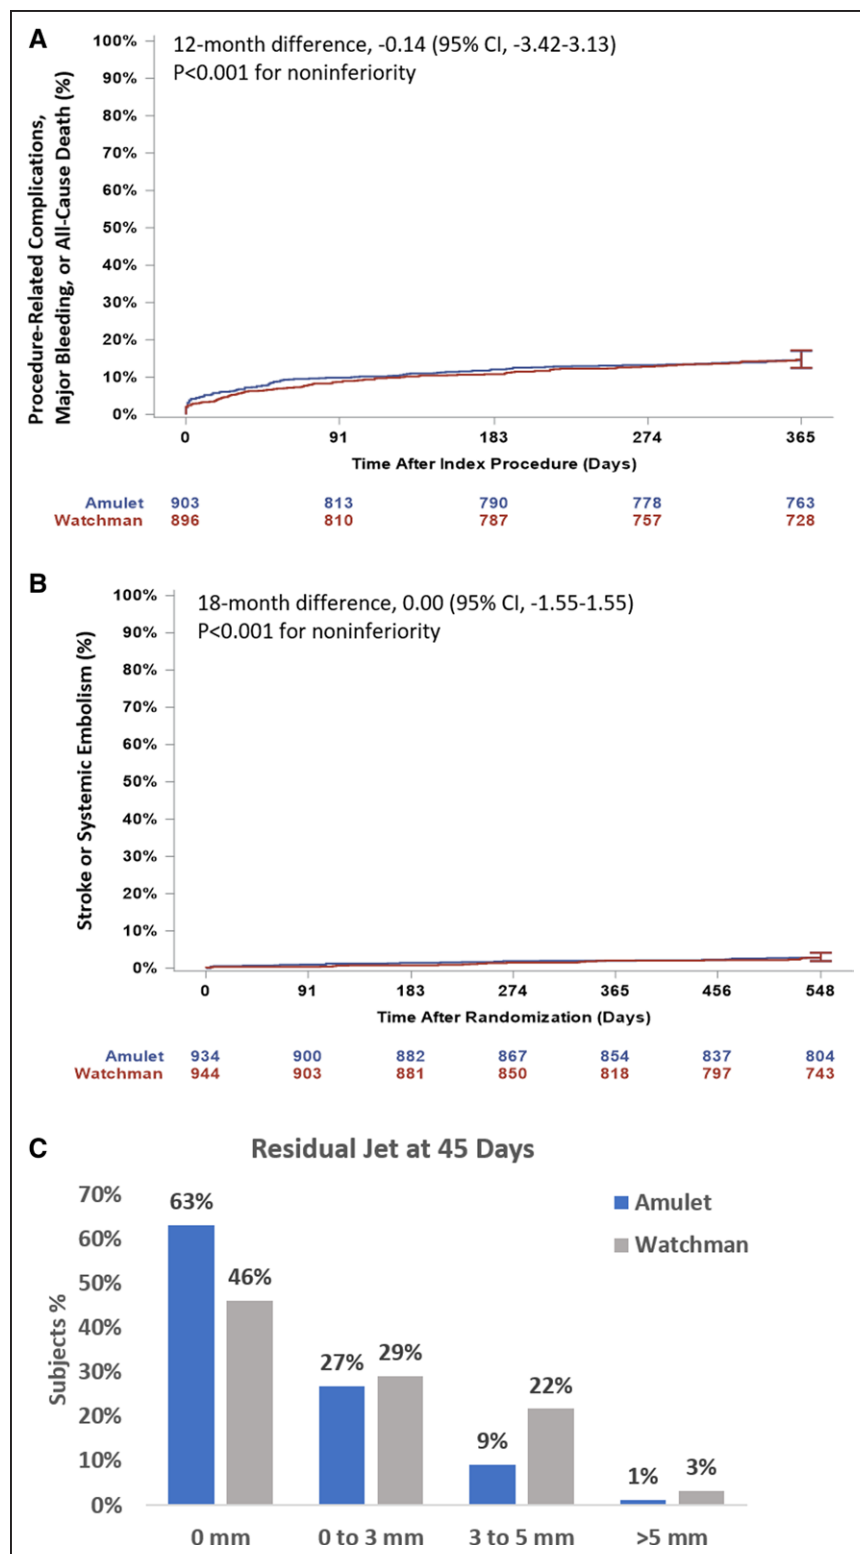 A
12-month difference, -0.14 (95% CI, -3.42-3.13)
P<0.001 for noninferiority
Procedure-Related Complications,
Major Bleeding, or All-Cause Death (%)
100%
90%
80%
70%
60%
50%
40%
30%
20%
10%
0%
0 91 183 274 365
Time After Index Procedure (Days)
Amulet 903 813 790 778 763
Watchman 896 810 787 757 728
B
18-month difference, 0.00 (95% CI, -1.55-1.55)
P<0.001 for noninferiority
Stroke or Systemic Embolism (%)
100%
90%
80%
70%
60%
50%
40%
30%
20%
10%
0%
0 91 183 274 365 456 548
Time After Randomization (Days)
Amulet 934 900 882 867 854 837 804
Watchman 944 903 881 850 818 797 743
C
Residual Jet at 45 Days
Subjects %
70%
60%
50%
40%
30%
20%
10%
0%
63%
46%
27%
29%
9%
22%
1%
3%
Amulet
Watchman
0 mm 0 to 3 mm 3 to 5 mm >5 mm